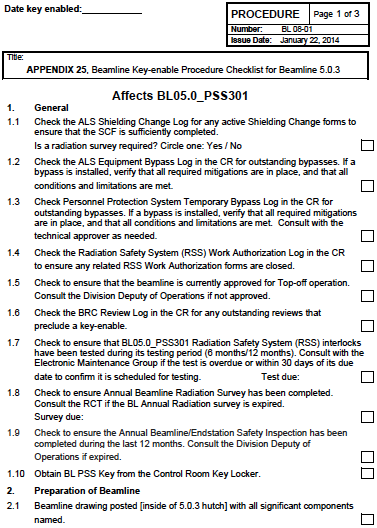 Date key enabled:____________
PROCEDURE Page 1 of 3
Number: BL 08-01
Issue Date: January 22, 2014
Title:
APPENDIX 25, Beamline Key-enable Procedure Checklist for Beamline 5.0.3
Affects BL05.0_PSS301
1. General
1.1 Check the ALS Shielding Change Log for any active Shielding Change forms to
ensure that the SCF is sufficiently completed.
Is a radiation survey required? Circle one: Yes / No
1.2 Check the ALS Equipment Bypass Log in the CR for outstanding bypasses. If a
bypass is installed, verify that all required mitigations are in place, and that all
conditions and limitations are met.
1.3 Check Personnel Protection System Temporary Bypass Log in the CR for
outstanding bypasses. If a bypass is installed, verify that all required mitigations
are in place, and that all conditions and limitations are met. Consult with the
technical approver as needed.
1.4 Check the Radiation Safety System (RSS) Work Authorization Log in the CR
to ensure any related RSS Work Authorization forms are closed.
1.5 Check to ensure that the beamline is currently approved for Top-off operation.
Consult the Division Deputy of Operations if not approved.
1.6 Check the BRC Review Log in the CR for any outstanding reviews that
preclude a key-enable.
1.7 Check to ensure that BL05.0_PSS301 Radiation Safety System (RSS) interlocks
have been tested during its testing period (6 months/12 months). Consult with the
Electronic Maintenance Group if the test is overdue or within 30 days of its due
date to confirm it is scheduled for testing. Test due:
1.8 Check to ensure Annual Beamline Radiation Survey has been completed.
Consult the RCT if the BL Annual Radiation survey is expired.
Survey due:
1.9 Check to ensure the Annual Beamline/Endstation Safety Inspection has been
completed during the last 12 months. Consult the Division Deputy of
Operations if expired.
1.10 Obtain BL PSS Key from the Control Room Key Locker.
2. Preparation of Beamline
2.1 Beamline drawing posted [inside of 5.0.3 hutch] with all significant components
named.